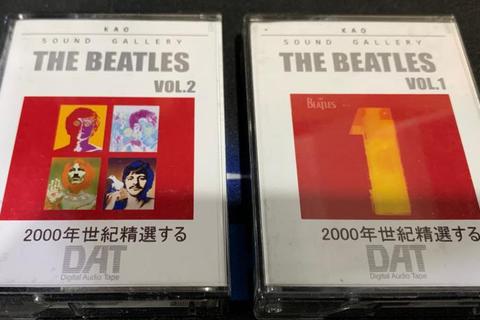 KAO
SOUND GALLERY
THE BEATLES
VOL.2
2000年世紀精選する
DAT
Digital Audio Tape
KAO
SOUND GALLERY
THE BEATLES
VOL.1
THE
BEATLES
1
2000年世紀精選する
DAT
Digital Audio Tape